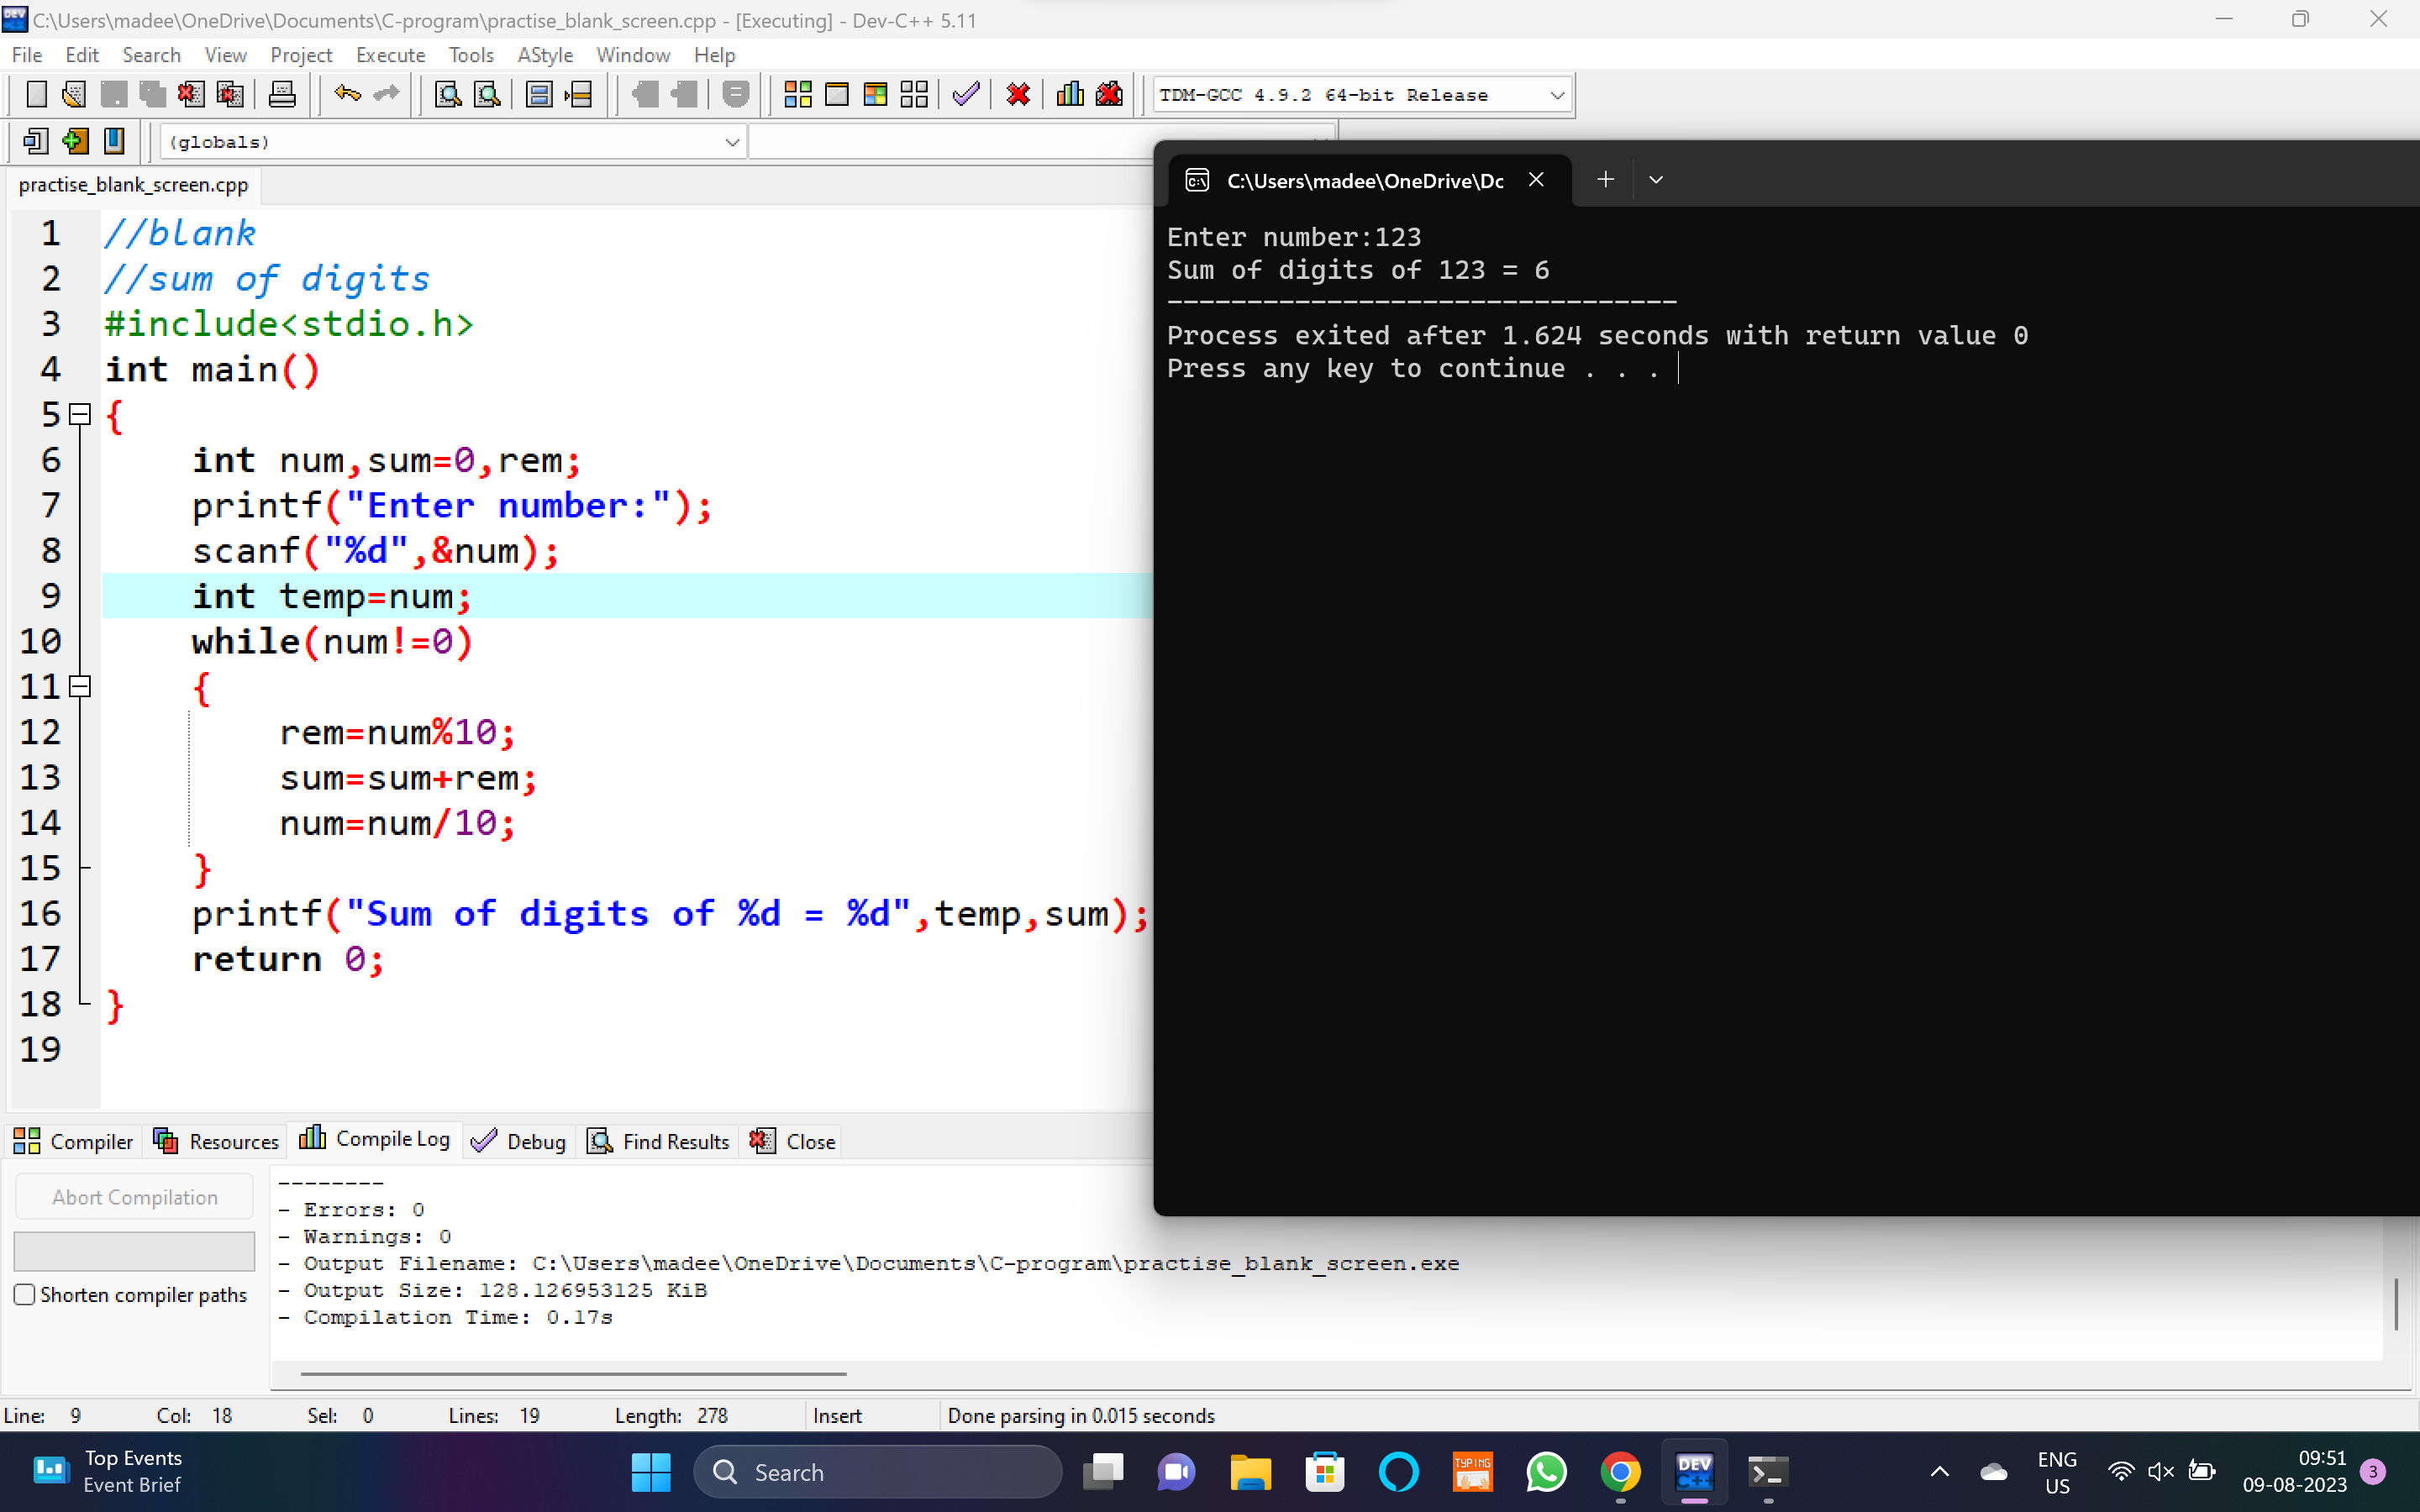 C:\Users\madee\OneDrive\Documents\C-program\practise_blank_screen.cpp - [Executing] - Dev-C++ 5.11
File Edit Search View Project Execute Tools AStyle Window Help
TDM-GCC 4.9.2 64-bit Release
(globals)
practise_blank_screen.cpp
1 //blank
2 //sum of digits
3 #include<stdio.h>
4 int main()
5 {
6 int num,sum=0,rem;
7 printf("Enter number:");
8 scanf("%d",&num);
9 int temp=num;
10 while(num!=0)
11 {
12 rem=num%10;
13 sum=sum+rem;
14 num=num/10;
15 }
16 printf("Sum of digits of %d = %d",temp,sum);
17 return 0;
18 }
19
C:\Users\madee\OneDrive\Dc
Enter number:123
Sum of digits of 123 = 6
--------------------------------
Process exited after 1.624 seconds with return value 0
Press any key to continue . . .
Compiler Resources Compile Log Debug Find Results Close
Abort Compilation
Shorten compiler paths
--------
- Errors: 0
- Warnings: 0
- Output Filename: C:\Users\madee\OneDrive\Documents\C-program\practise_blank_screen.exe
- Output Size: 128.126953125 KiB
- Compilation Time: 0.17s
Line: 9 Col: 18 Sel: 0 Lines: 19 Length: 278 Insert Done parsing in 0.015 seconds
Top Events
Event Brief
Search
TYPING
DEV
C++
ENG
US
09:51
09-08-2023
3